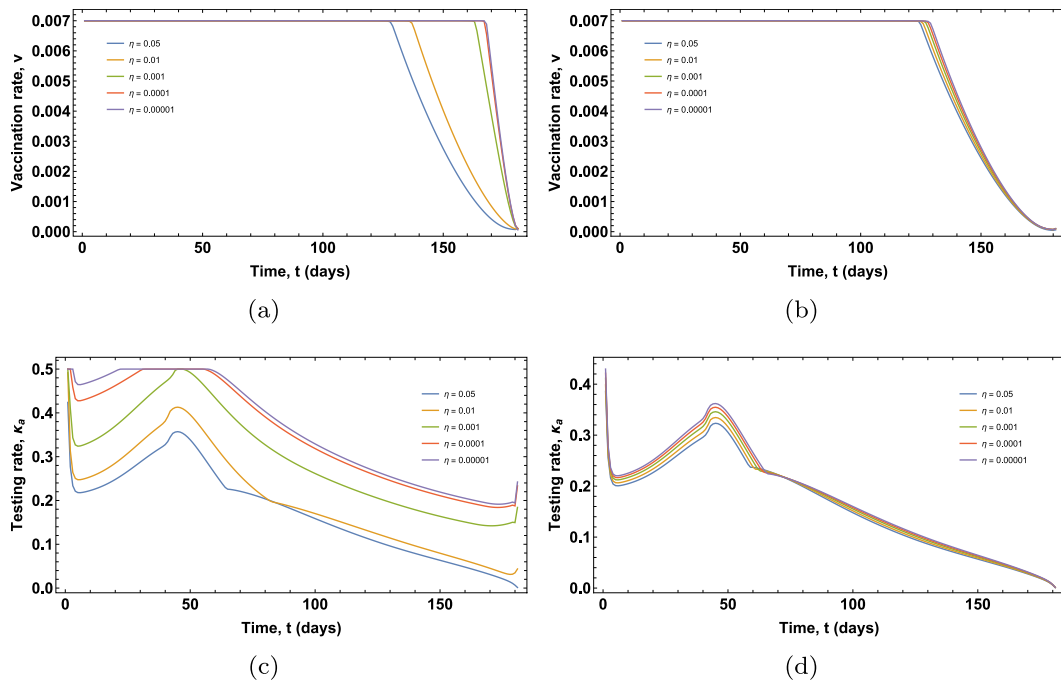 Vaccination rate, v
0.007
0.006
0.005
0.004
0.003
0.002
0.001
0.000
η = 0.05
η = 0.01
η = 0.001
η = 0.0001
η = 0.00001
0 50 100 150
Time, t (days)
(a)
Vaccination rate, v
0.007
0.006
0.005
0.004
0.003
0.002
0.001
0.000
η = 0.05
η = 0.01
η = 0.001
η = 0.0001
η = 0.00001
0 50 100 150
Time, t (days)
(b)
Testing rate, κa
0.5
0.4
0.3
0.2
0.1
0.0
η = 0.05
η = 0.01
η = 0.001
η = 0.0001
η = 0.00001
0 50 100 150
Time, t (days)
(c)
Testing rate, κa
0.4
0.3
0.2
0.1
0.0
η = 0.05
η = 0.01
η = 0.001
η = 0.0001
η = 0.00001
0 50 100 150
Time, t (days)
(d)